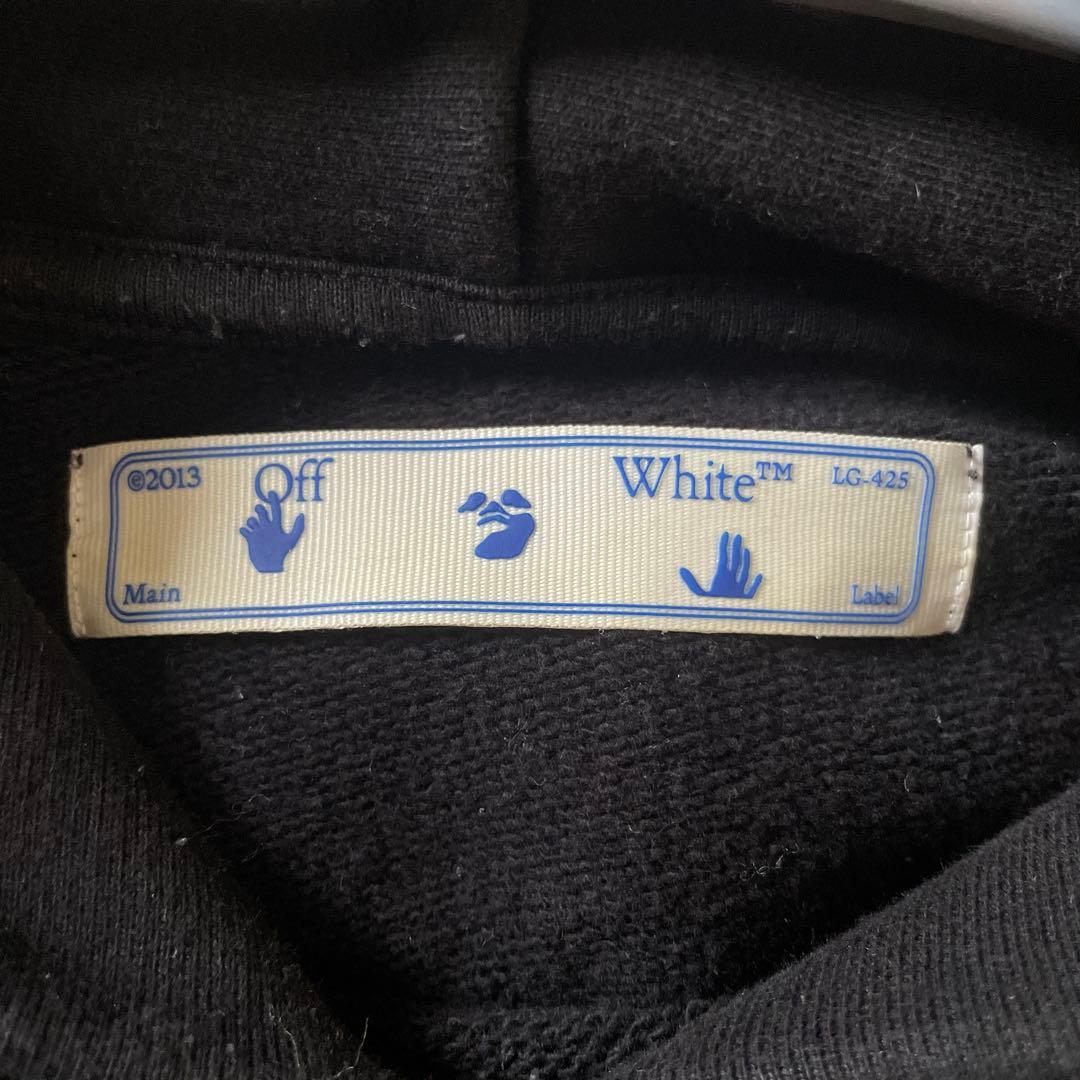 ©2013 Off White™ LG-425
Main Label